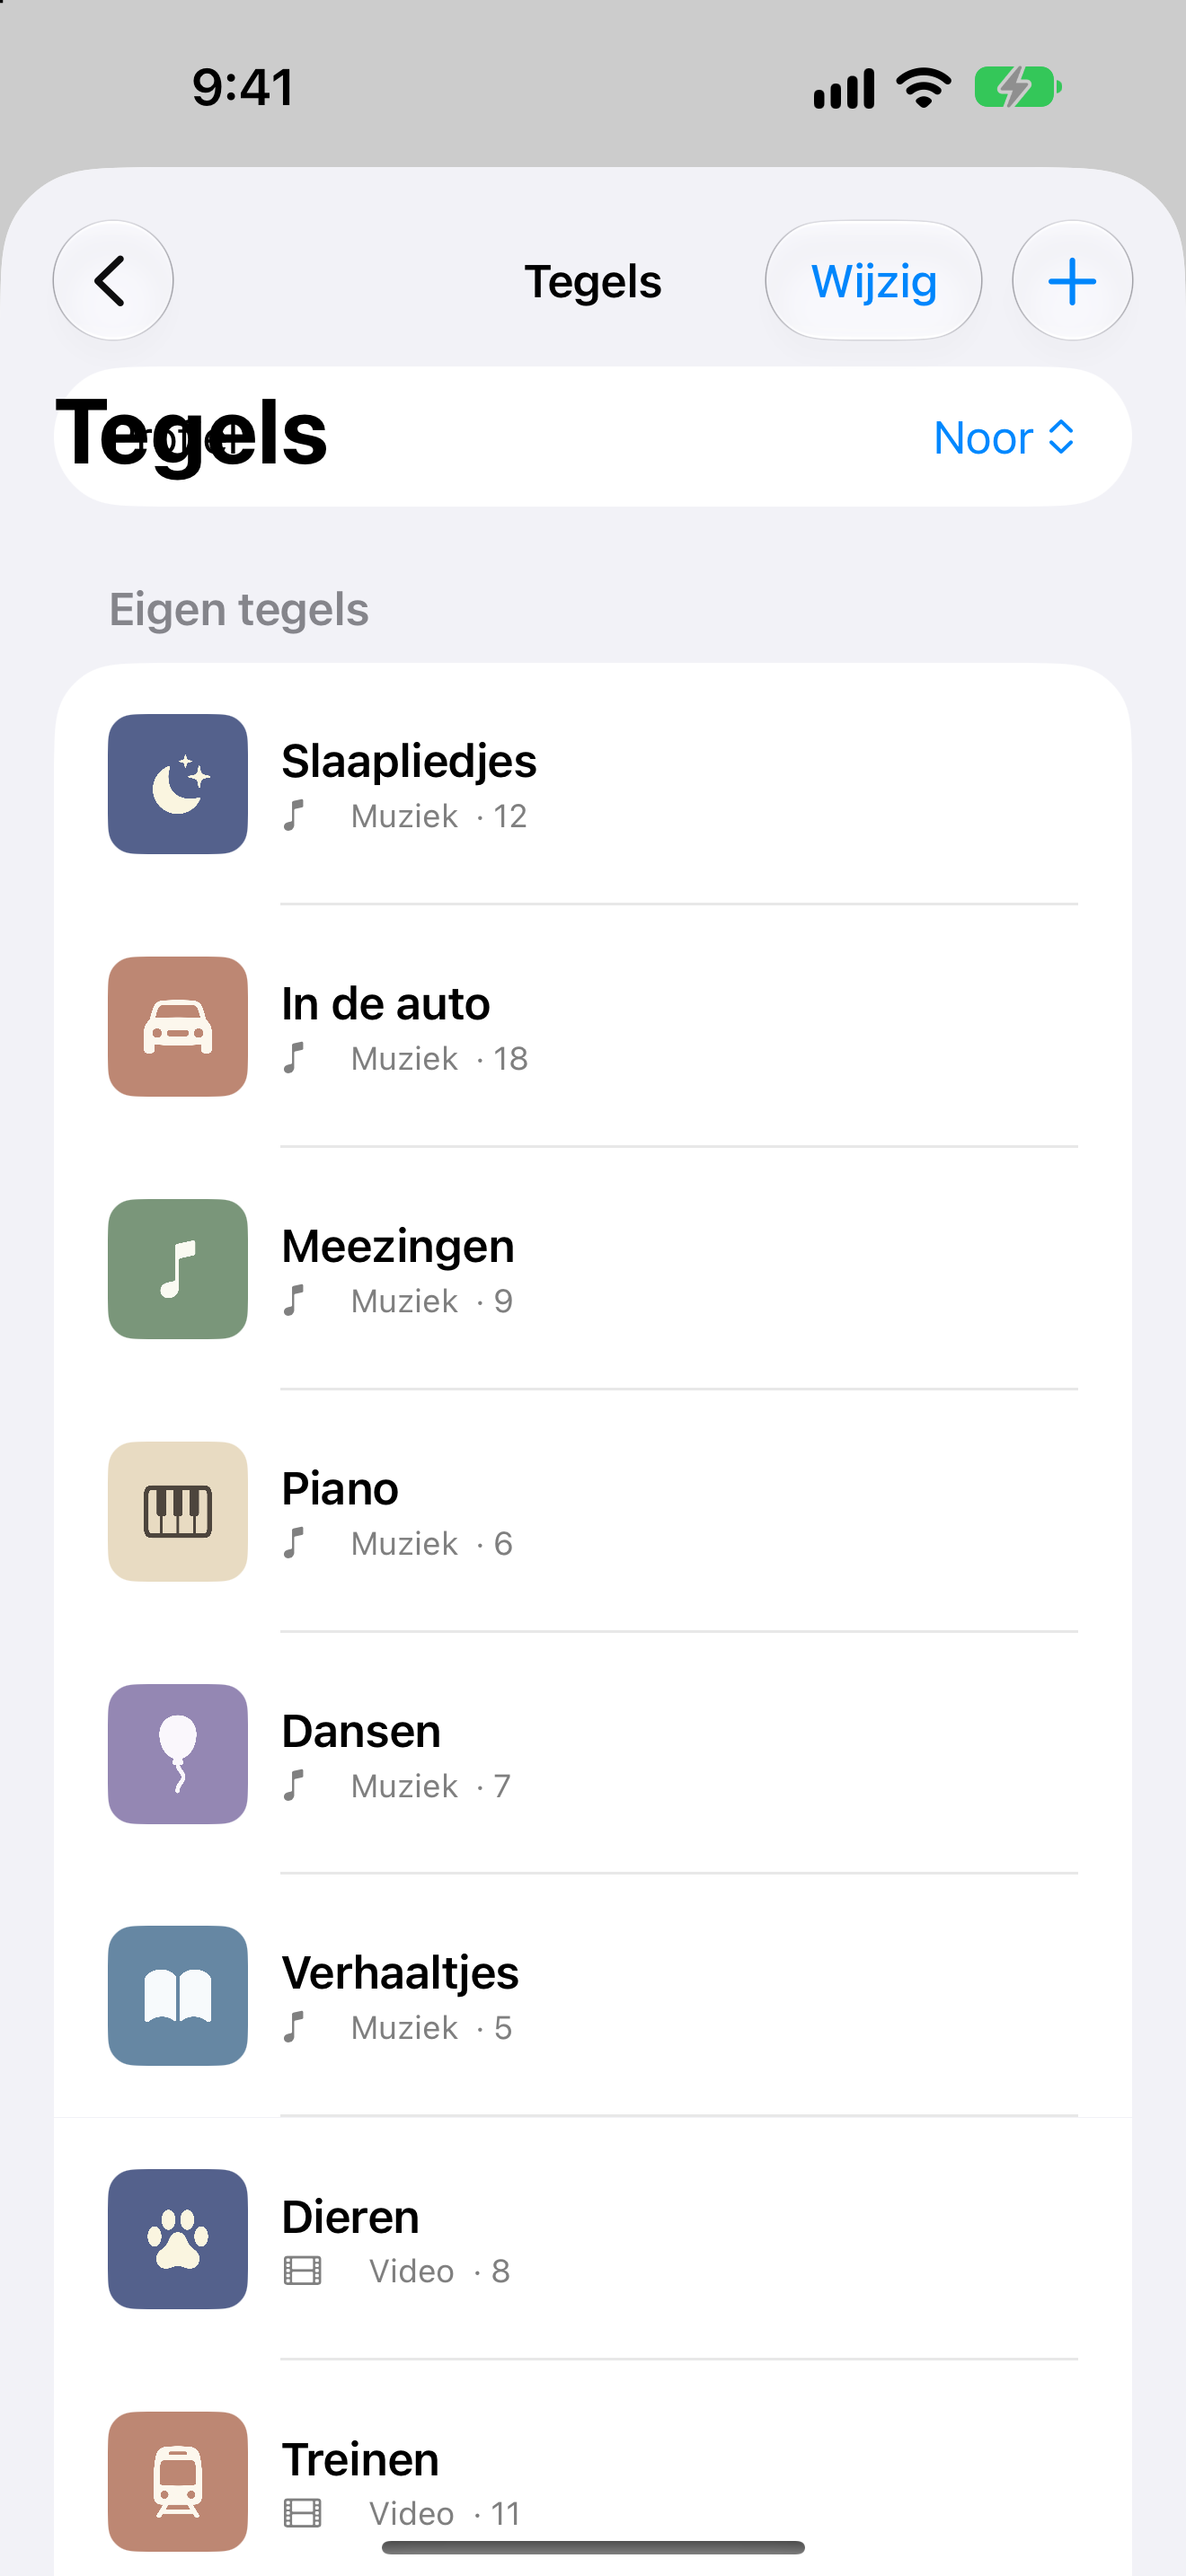 9:41
Tegels
Wijzig
Tegels
Noor
Eigen tegels
Slaapliedjes
Muziek · 12
In de auto
Muziek · 18
Meezingen
Muziek · 9
Piano
Muziek · 6
Dansen
Muziek · 7
Verhaaltjes
Muziek · 5
Dieren
Video · 8
Treinen
Video · 11